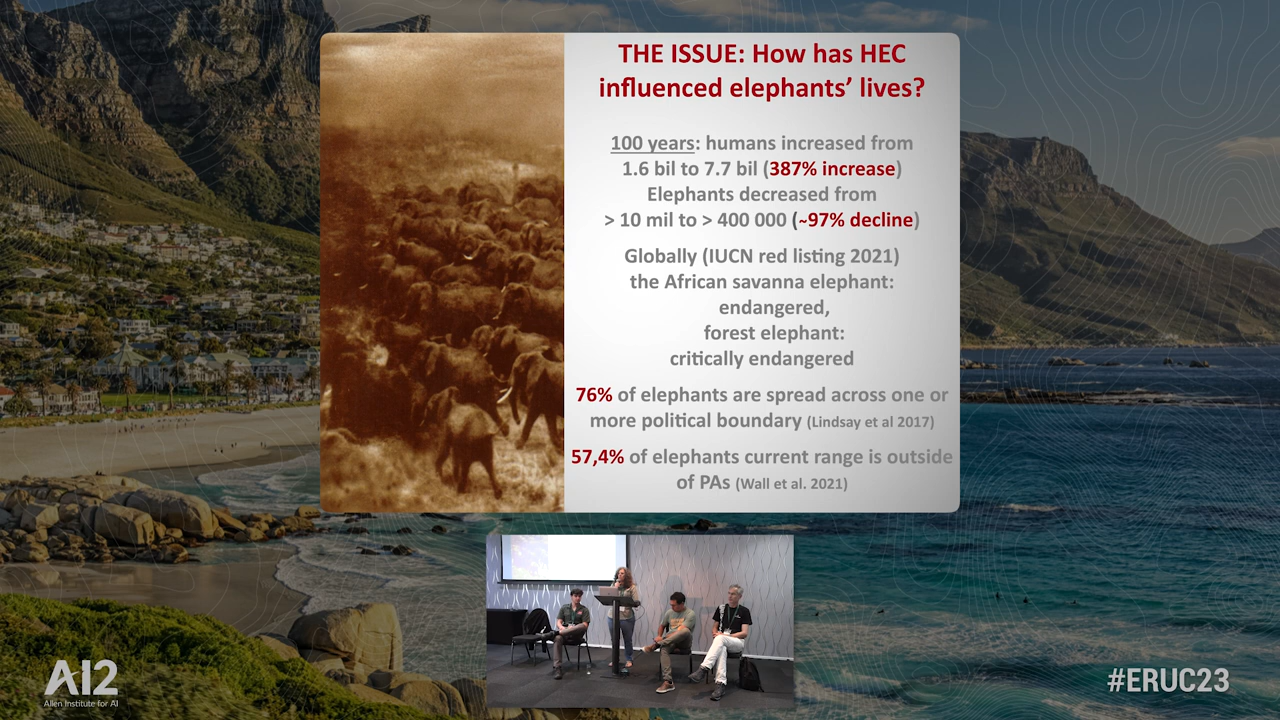 THE ISSUE: How has HEC
influenced elephants’ lives?
100 years: humans increased from
1.6 bil to 7.7 bil (387% increase)
Elephants decreased from
> 10 mil to > 400 000 (~97% decline)
Globally (IUCN red listing 2021)
the African savanna elephant:
endangered,
forest elephant:
critically endangered
76% of elephants are spread across one or
more political boundary (Lindsay et al 2017)
57,4% of elephants current range is outside
of PAs (Wall et al. 2021)
AI2
Allen Institute for AI
#ERUC23